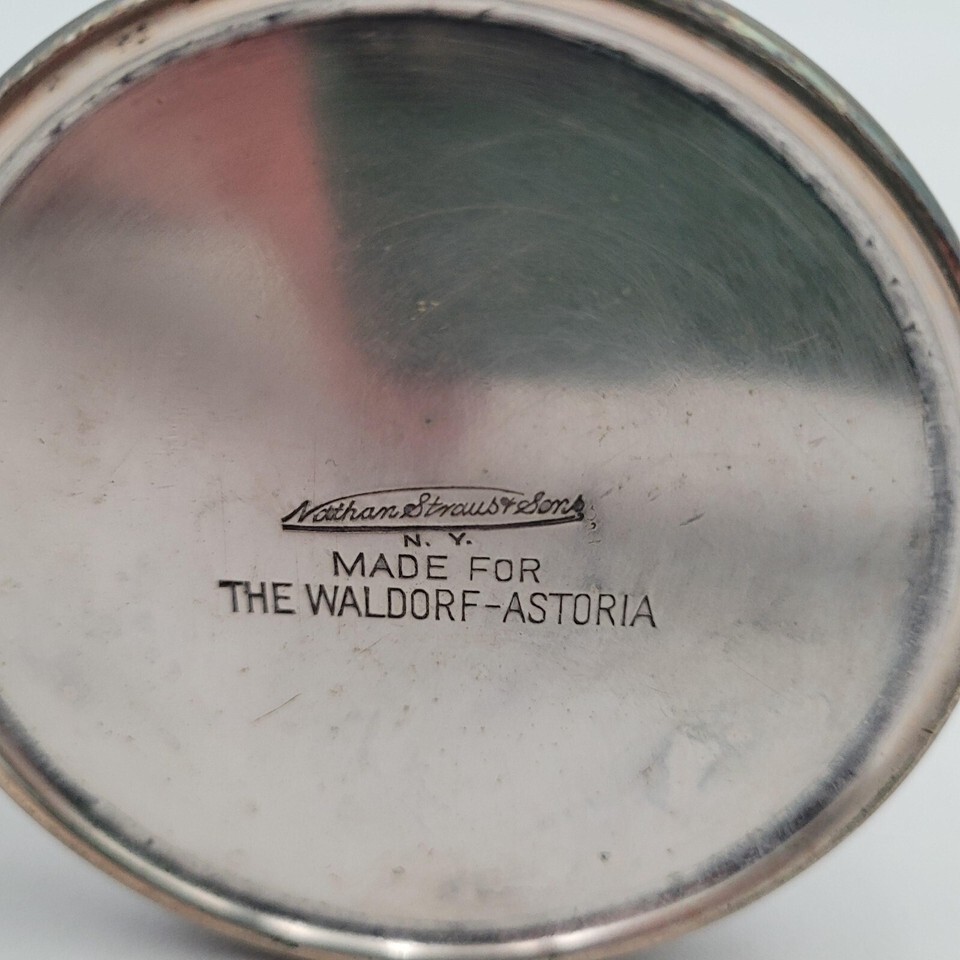 Nathan Straus & Sons
N. Y.
MADE FOR
THE WALDORF-ASTORIA